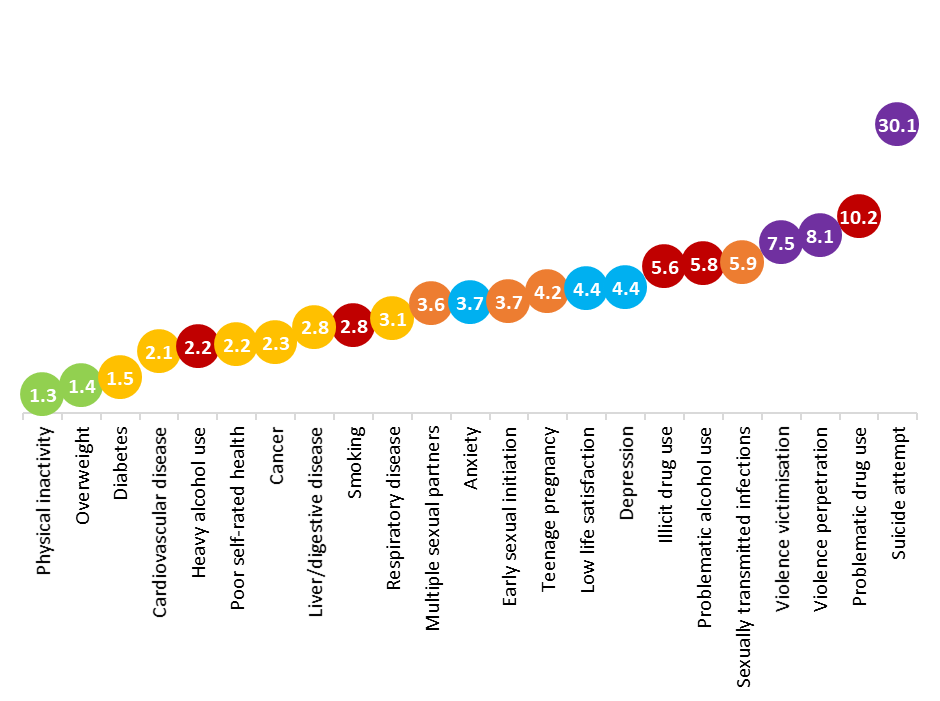 30.1
10.2
8.1
7.5
5.9
5.8
5.6
4.4
4.4
4.2
3.7
3.7
3.6
3.1
2.8
2.8
2.3
2.2
2.2
2.1
1.5
1.4
1.3
Physical inactivity
Overweight
Diabetes
Cardiovascular disease
Heavy alcohol use
Poor self-rated health
Cancer
Liver/digestive disease
Smoking
Respiratory disease
Multiple sexual partners
Anxiety
Early sexual initiation
Teenage pregnancy
Low life satisfaction
Depression
Illicit drug use
Problematic alcohol use
Sexually transmitted infections
Violence victimisation
Violence perpetration
Problematic drug use
Suicide attempt